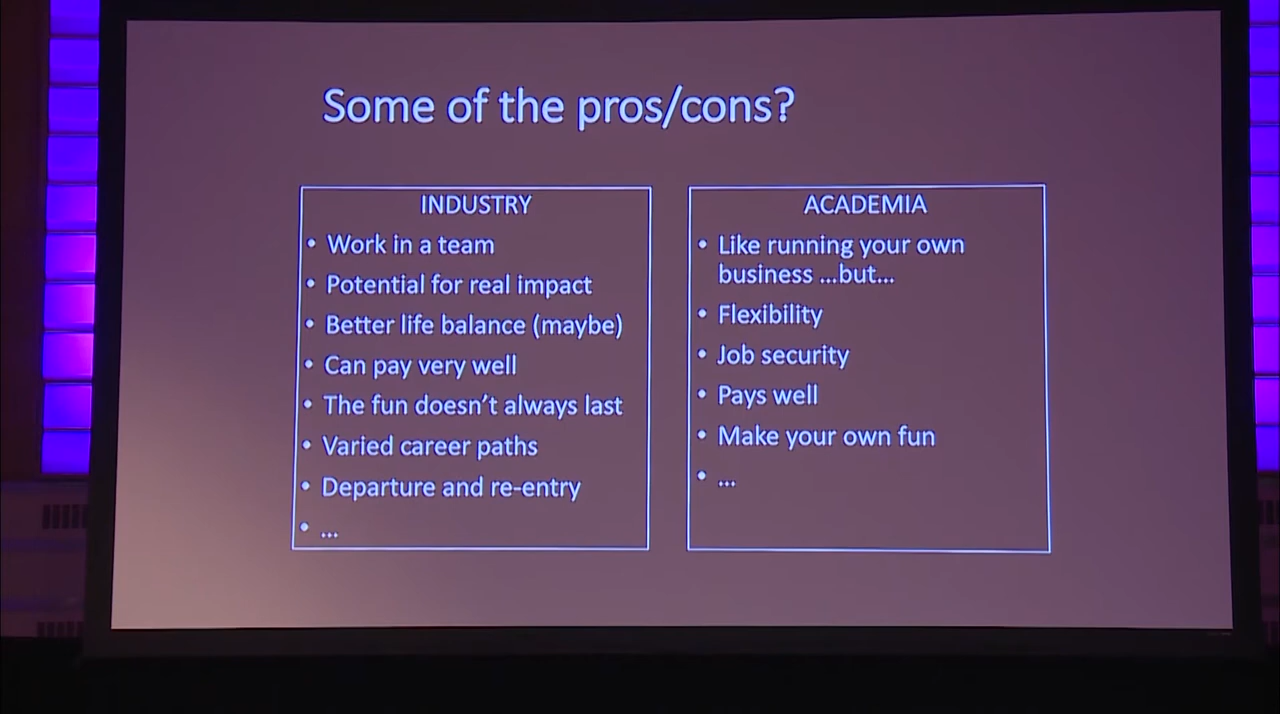 Some of the pros/cons?
INDUSTRY
• Work in a team
• Potential for real impact
• Better life balance (maybe)
• Can pay very well
• The fun doesn't always last
• Varied career paths
• Departure and re-entry
• ...
ACADEMIA
• Like running your own
business ...but...
• Flexibility
• Job security
• Pays well
• Make your own fun
• ...